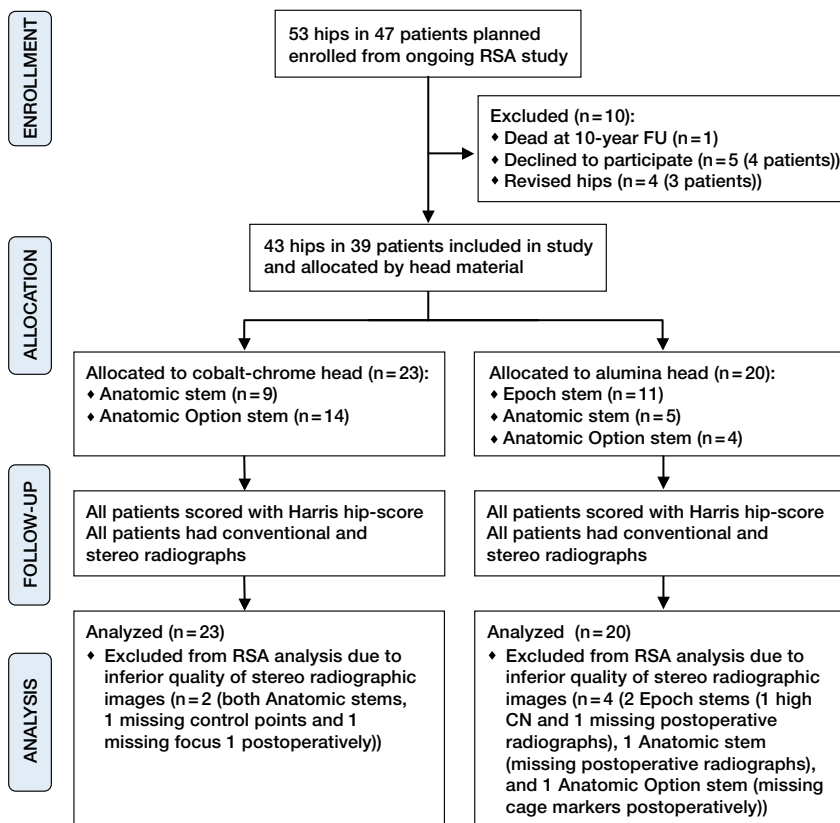 ENROLLMENT
53 hips in 47 patients planned
enrolled from ongoing RSA study
Excluded (n=10):
♦ Dead at 10-year FU (n=1)
♦ Declined to participate (n=5 (4 patients))
♦ Revised hips (n=4 (3 patients))
ALLOCATION
43 hips in 39 patients included in study
and allocated by head material
Allocated to cobalt-chrome head (n=23):
♦ Anatomic stem (n=9)
♦ Anatomic Option stem (n=14)
Allocated to alumina head (n=20):
♦ Epoch stem (n=11)
♦ Anatomic stem (n=5)
♦ Anatomic Option stem (n=4)
FOLLOW-UP
All patients scored with Harris hip-score
All patients had conventional and
stereo radiographs
All patients scored with Harris hip-score
All patients had conventional and
stereo radiographs
ANALYSIS
Analyzed (n=23)
♦ Excluded from RSA analysis due to
inferior quality of stereo radiographic
images (n=2 (both Anatomic stems,
1 missing control points and 1
missing focus 1 postoperatively))
Analyzed (n=20)
♦ Excluded from RSA analysis due to
inferior quality of stereo radiographic
images (n=4 (2 Epoch stems (1 high
CN and 1 missing postoperative
radiographs), 1 Anatomic stem
(missing postoperative radiographs),
and 1 Anatomic Option stem (missing
cage markers postoperatively))